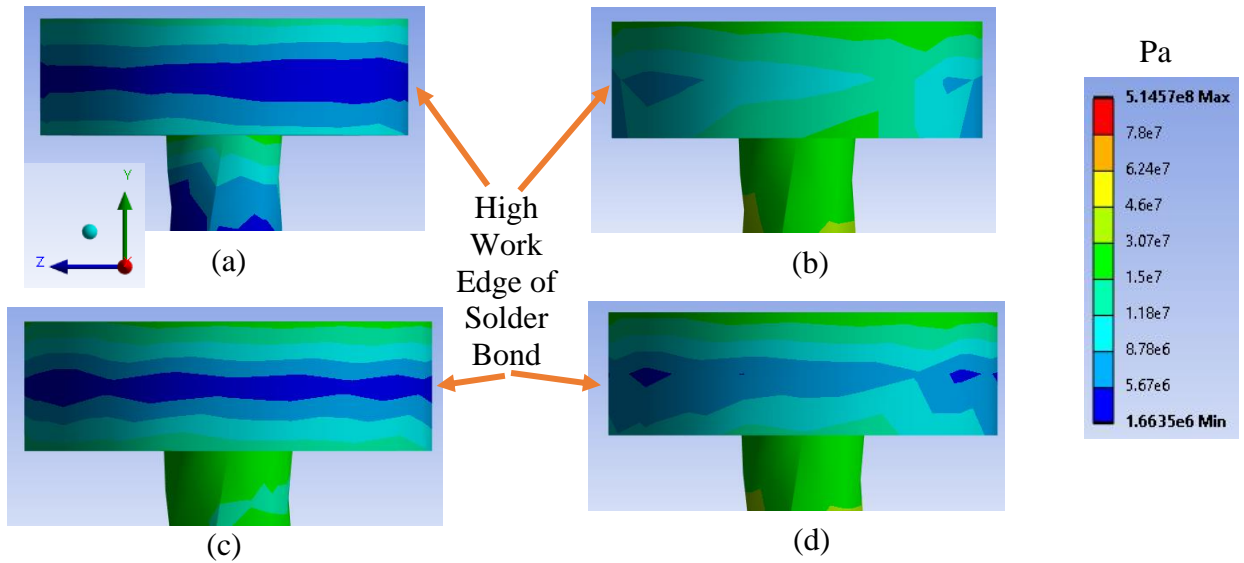 Pa
5.1457e8 Max
7.8e7
6.24e7
4.6e7
3.07e7
1.5e7
1.18e7
8.78e6
5.67e6
1.6635e6 Min
Y
Z
(a)
(b)
High
Work
Edge of
Solder
Bond
(c)
(d)